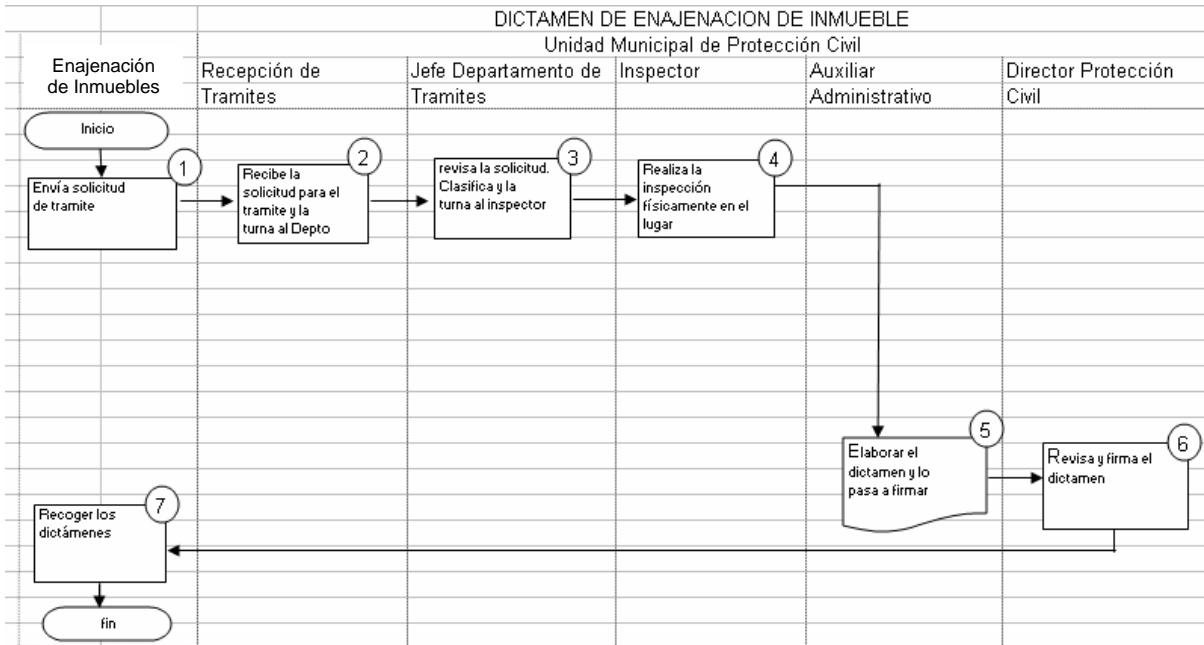 DICTAMEN DE ENAJENACION DE INMUEBLE
Unidad Municipal de Protección Civil
Enajenación
de Inmuebles
Recepción de
Tramites
Jefe Departamento de
Tramites
Inspector
Auxiliar
Administrativo
Director Protección
Civil
Inicio
1
Envía solicitud
de tramite
2
Recibe la
solicitud para el
tramite y la
turna al Depto
3
revisa la solicitud.
Clasifica y la
turna al inspector
4
Realiza la
inspección
físicamente en el
lugar
5
Elaborar el
dictamen y lo
pasa a firmar
6
Revisa y firma el
dictamen
7
Recoger los
dictámenes
fin